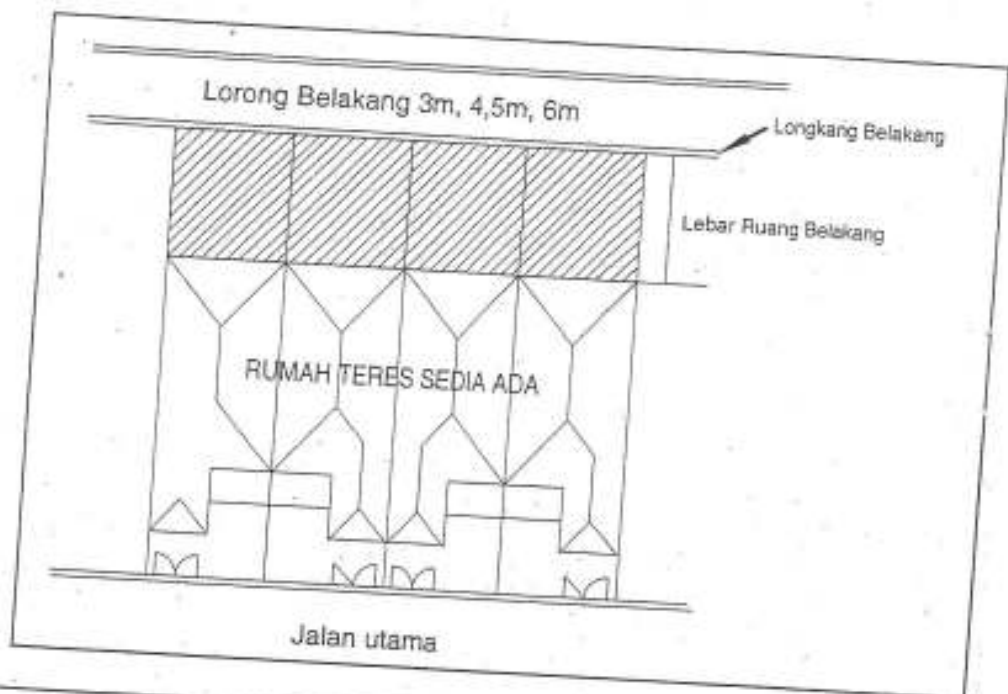 Lorong Belakang 3m, 4,5m, 6m
Longkang Belakang
Lebar Ruang Belakang
RUMAH TERES SEDIA ADA
Jalan utama